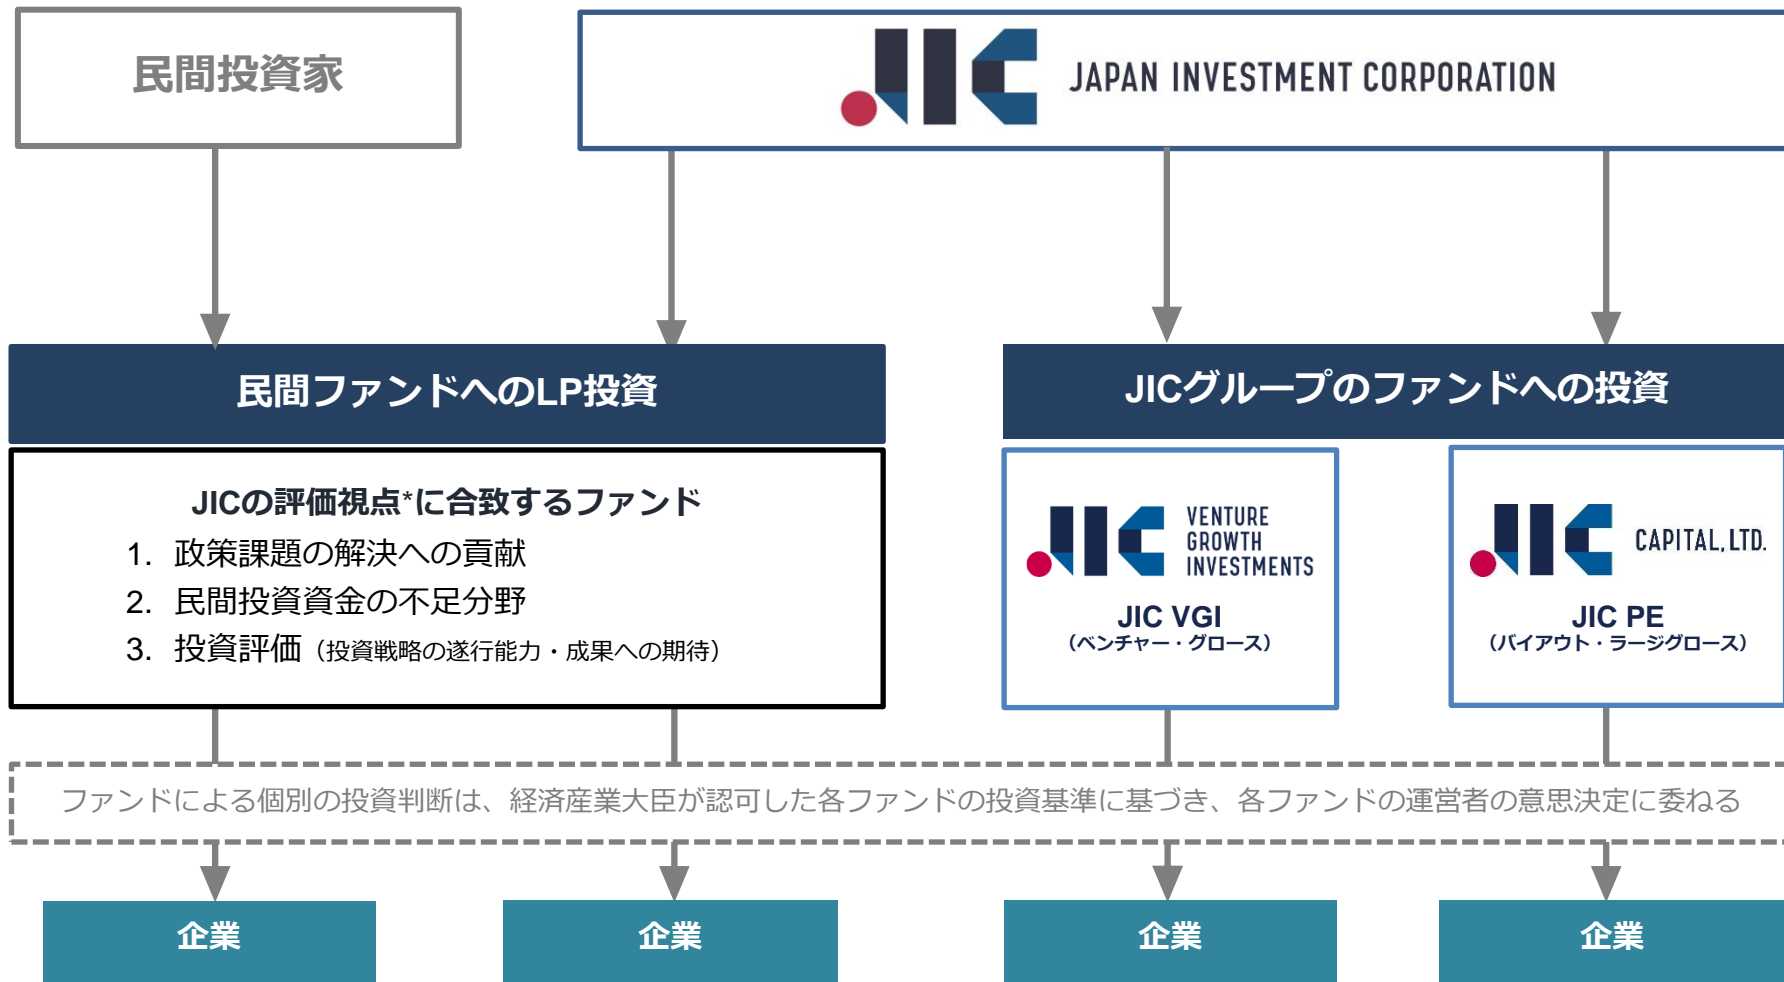 民間投資家
JIC JAPAN INVESTMENT CORPORATION
民間ファンドへのLP投資
JICグループのファンドへの投資
JICの評価視点*に合致するファンド
1. 政策課題の解決への貢献
2. 民間投資資金の不足分野
3. 投資評価（投資戦略の遂行能力・成果への期待）
JIC VENTURE
GROWTH
INVESTMENTS
JIC VGI
（ベンチャー・グロース）
JIC CAPITAL, LTD.
JIC PE
（バイアウト・ラージグロース）
ファンドによる個別の投資判断は、経済産業大臣が認可した各ファンドの投資基準に基づき、各ファンドの運営者の意思決定に委ねる
企業
企業
企業
企業